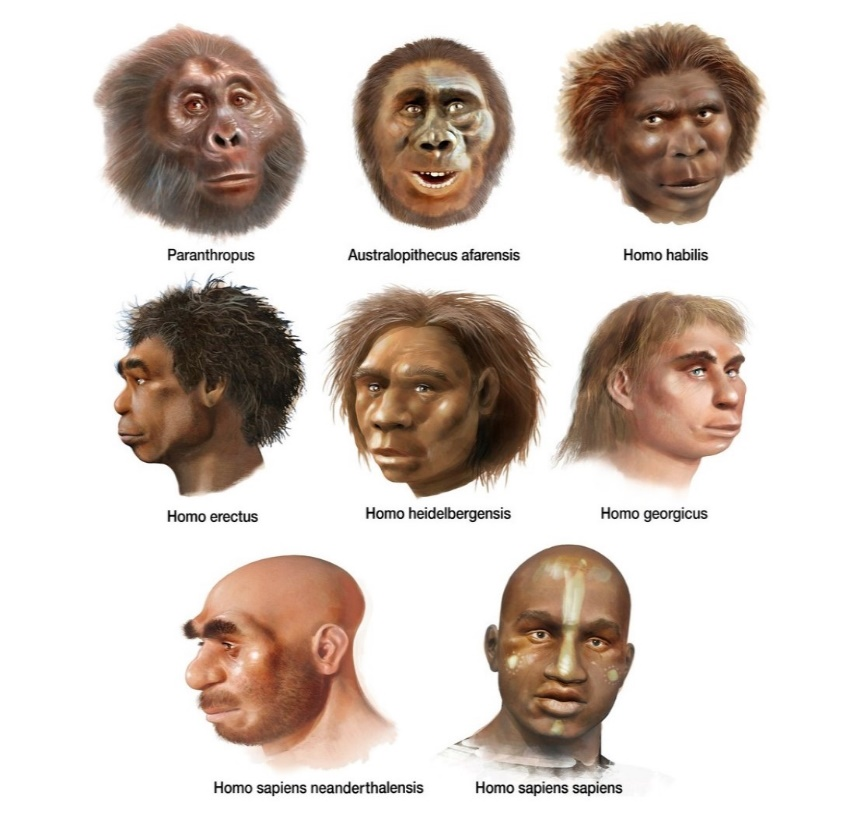 Paranthropus
Australopithecus afarensis
Homo habilis
Homo erectus
Homo heidelbergensis
Homo georgicus
Homo sapiens neanderthalensis
Homo sapiens sapiens